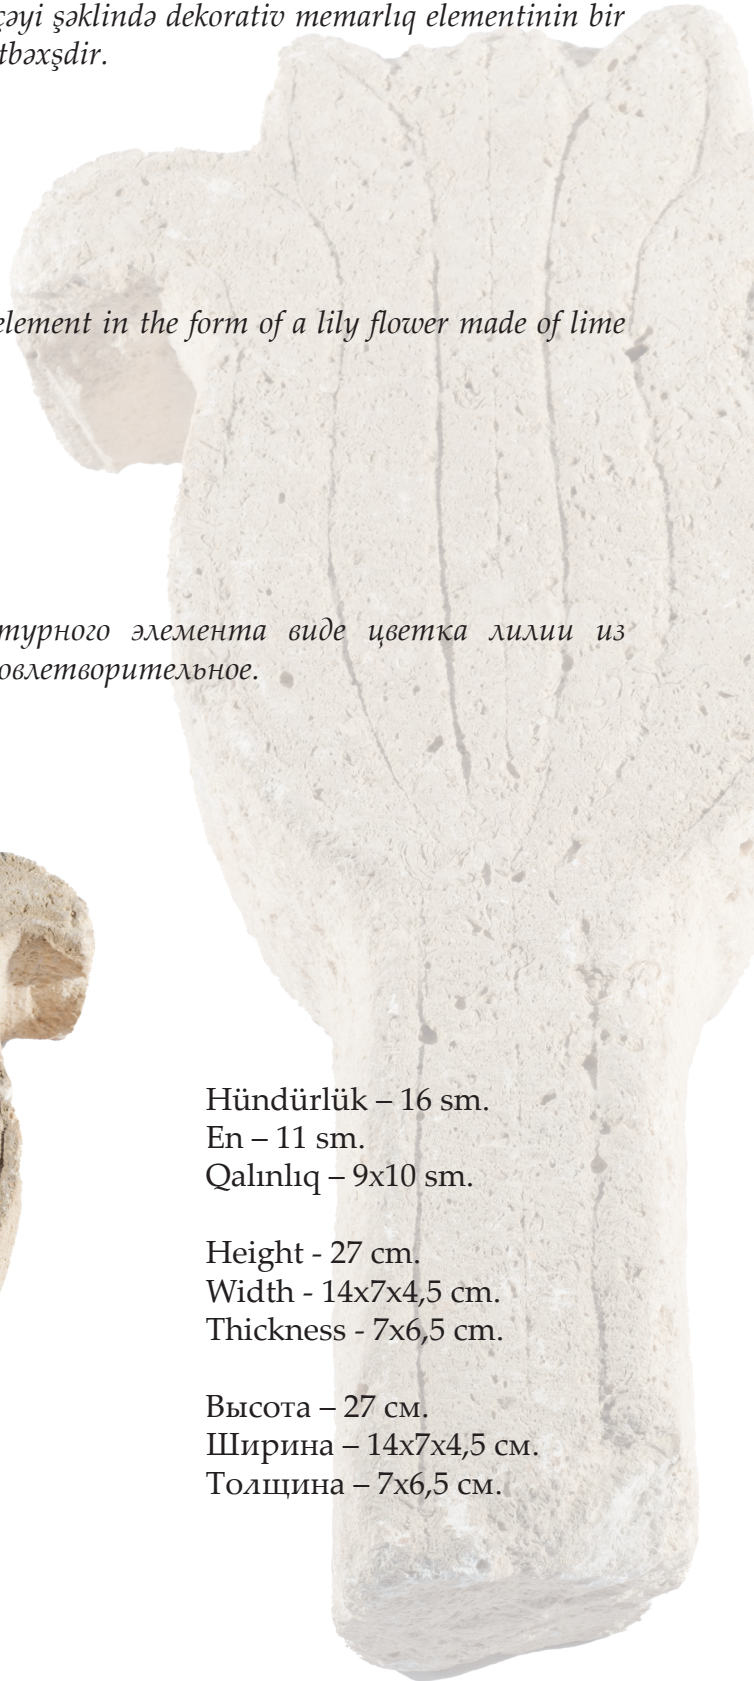 çəyi şəklində dekorativ memarlıq elementinin bir
tbəxşdir.
element in the form of a lily flower made of lime
турного элемента виде цветка лилии из
овлетворительное.
Hündürlük – 16 sm.
En – 11 sm.
Qalınlıq – 9x10 sm.
Height - 27 cm.
Width - 14x7x4,5 cm.
Thickness - 7x6,5 cm.
Высота – 27 см.
Ширина – 14x7x4,5 см.
Толщина – 7x6,5 см.